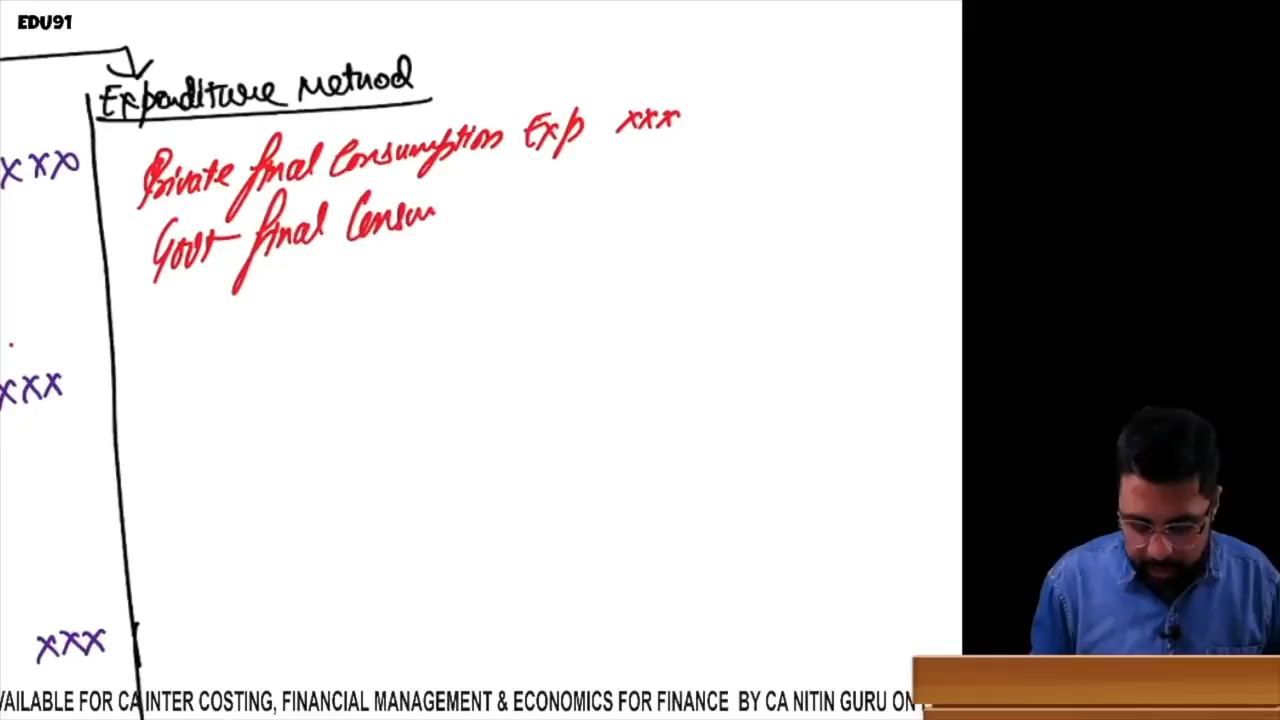 EDU91
Expenditure Method
xxx
Private final Consumption Exp xxx
Govt final Consu
xxx
xxx
VAILABLE FOR CA INTER COSTING, FINANCIAL MANAGEMENT & ECONOMICS FOR FINANCE BY CA NITIN GURU ON